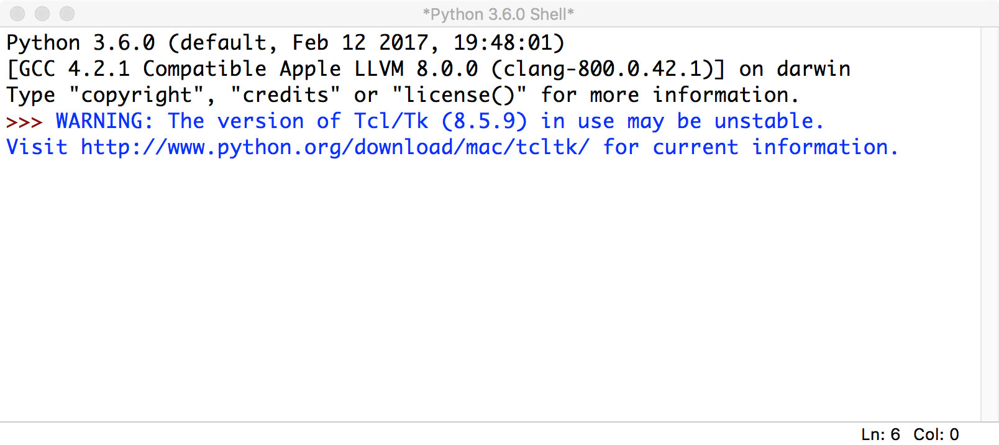 *Python 3.6.0 Shell*
Python 3.6.0 (default, Feb 12 2017, 19:48:01)
[GCC 4.2.1 Compatible Apple LLVM 8.0.0 (clang-800.0.42.1)] on darwin
Type "copyright", "credits" or "license()" for more information.
>>> WARNING: The version of Tcl/Tk (8.5.9) in use may be unstable.
Visit http://www.python.org/download/mac/tcltk/ for current information.
Ln: 6 Col: 0